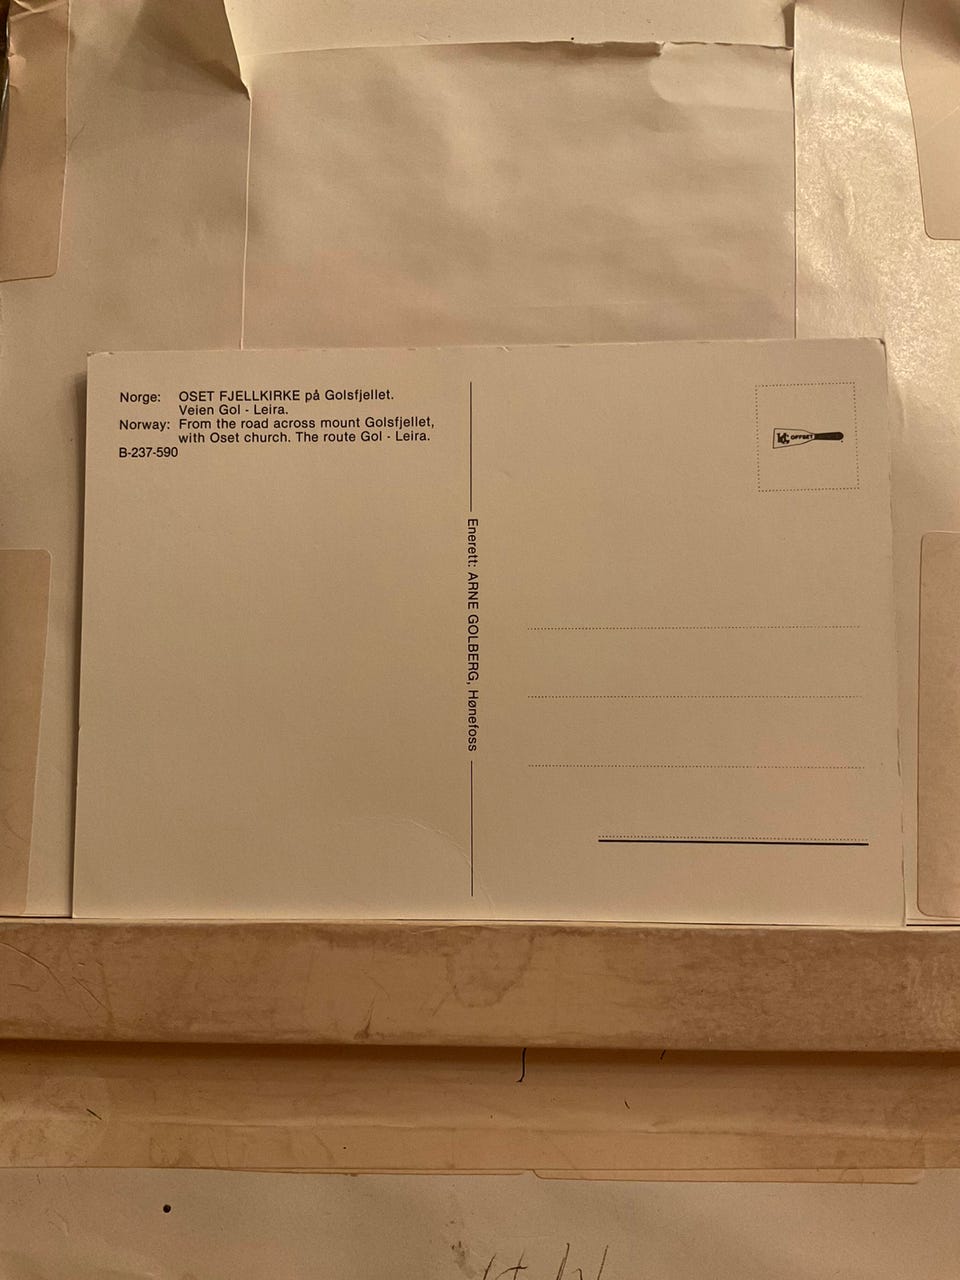 Norge: OSET FJELLKIRKE på Golsfjellet.
Veien Gol - Leira.
Norway: From the road across mount Golsfjellet,
with Oset church. The route Gol - Leira.
B-237-590
Enerett: ARNE GOLBERG, Hønefoss
OFFSET